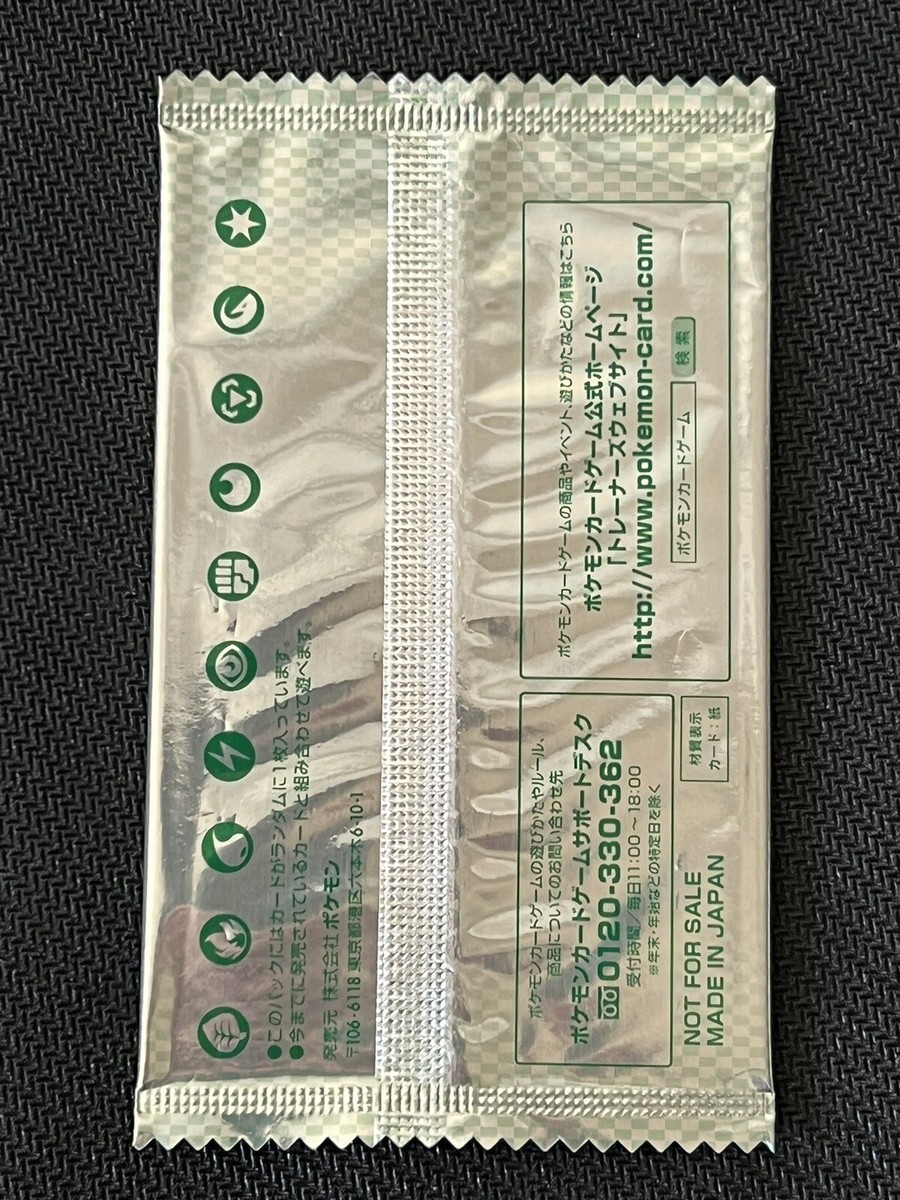 ●このパックにはカードがランダムに1枚入っています。
●今までに発売されているカードと組み合わせて遊べます。
発売元 株式会社ポケモン
〒106-6118 東京都港区六本木6-10-1
ポケモンカードゲームの遊びかたやルール、
商品についてのお問い合わせ先
ポケモンカードゲームサポートデスク
0120-330-362
受付時間/毎日11:00～18:00
※年末・年始などの特定日を除く
NOT FOR SALE
MADE IN JAPAN
材質表示
カード:紙
ポケモンカードゲームの商品やイベント、遊びかたなどの情報はこちら
ポケモンカードゲーム公式ホームページ
「トレーナーズウェブサイト」
http://www.pokemon-card.com/
ポケモンカードゲーム 検索